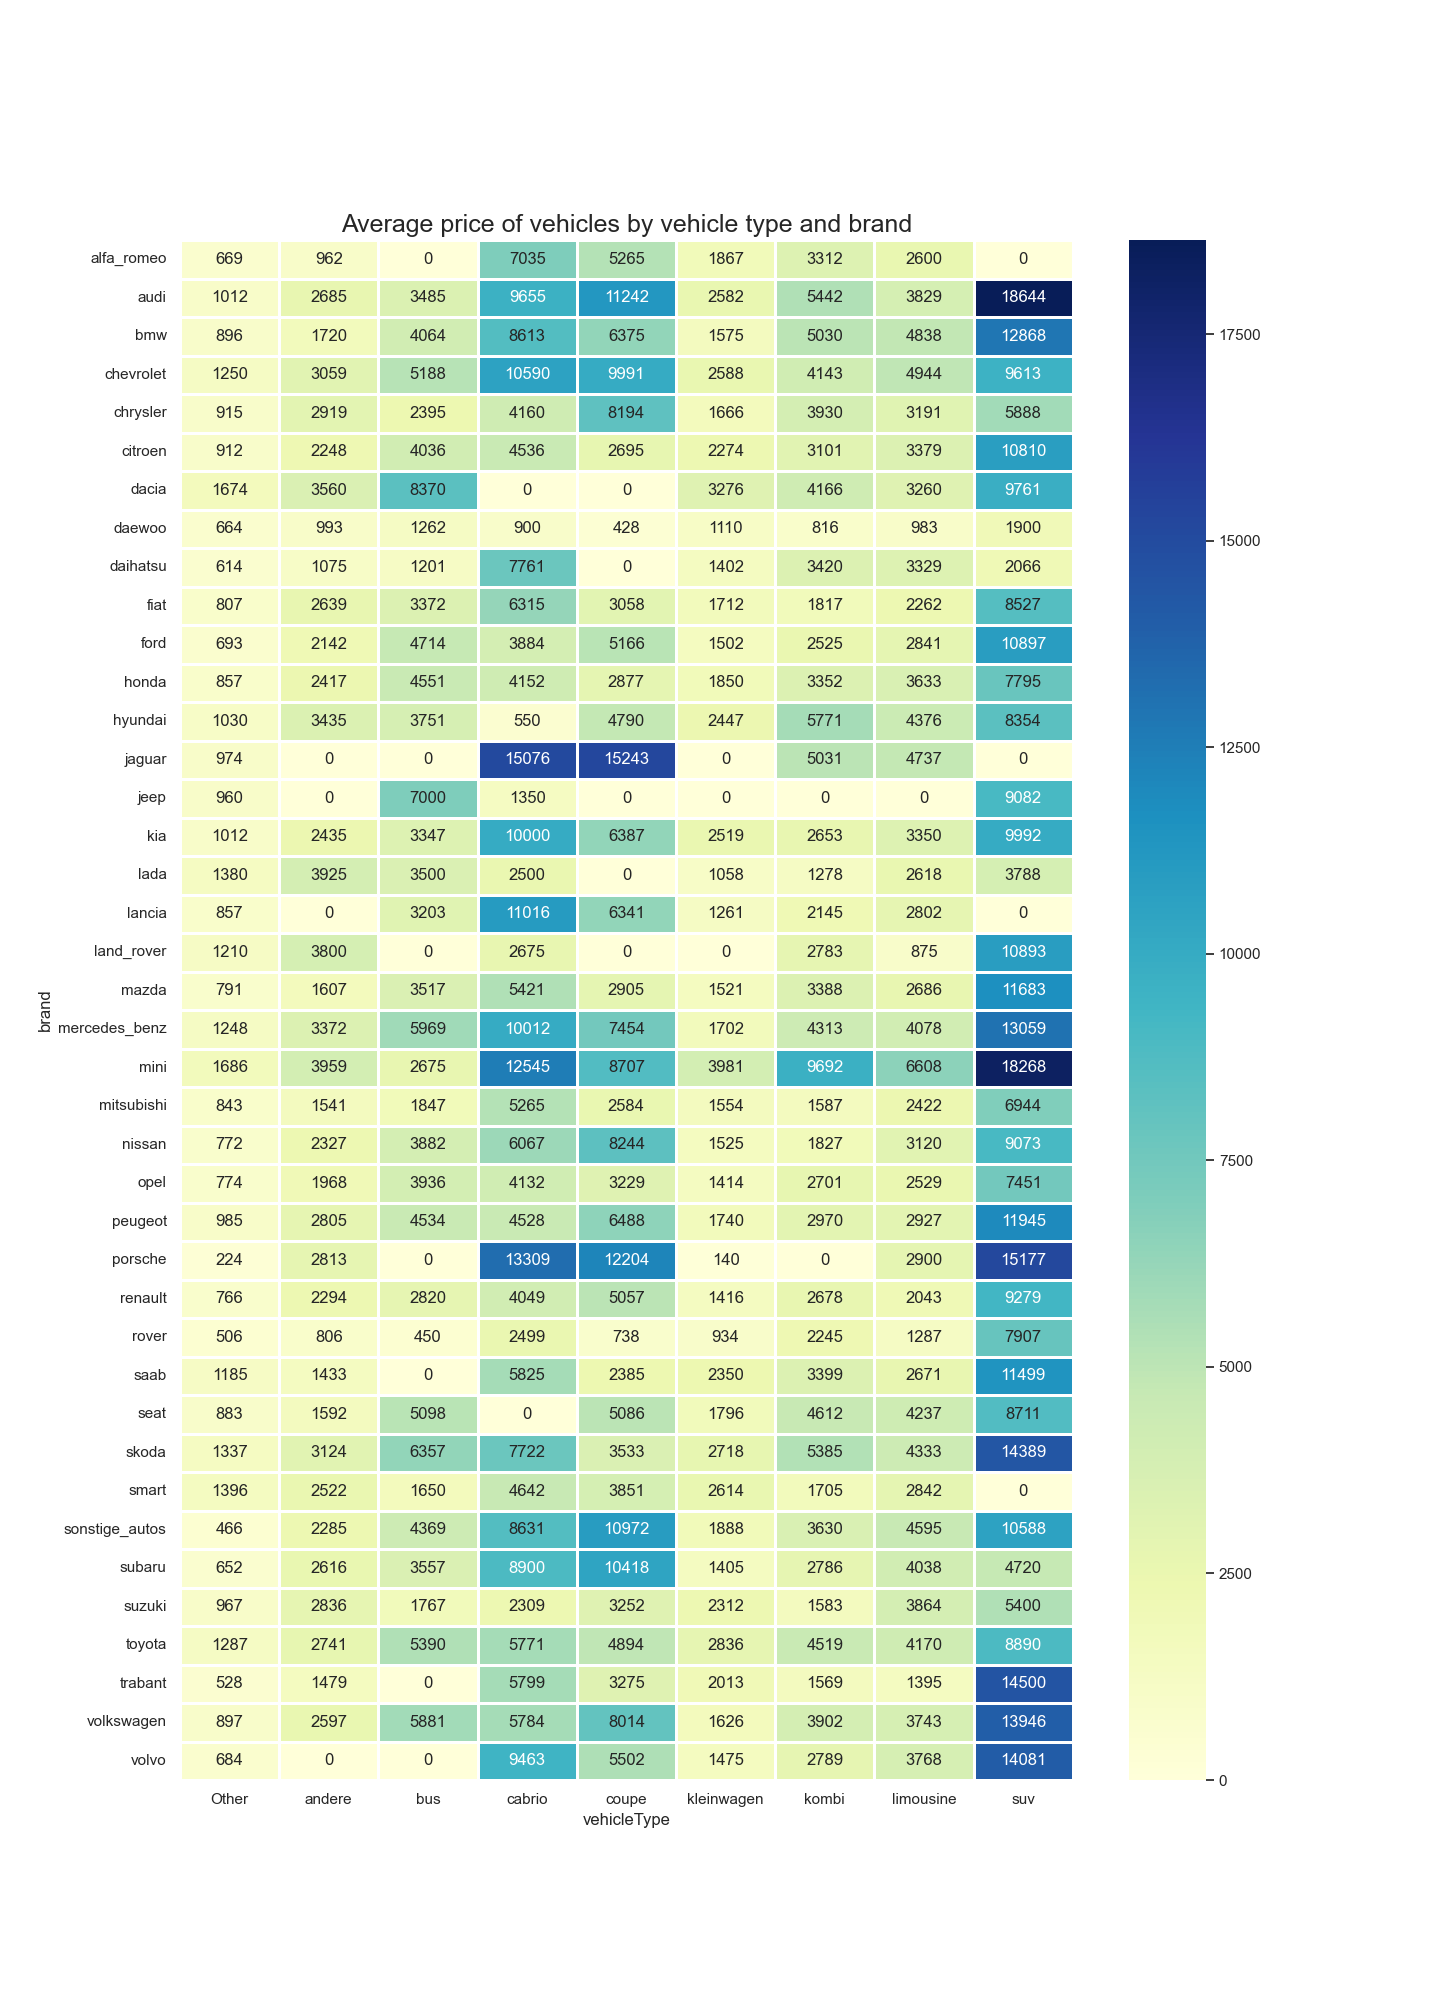 Average price of vehicles by vehicle type and brand
alfa_romeo 669 962 0 7035 5265 1867 3312 2600 0
audi 1012 2685 3485 9655 11242 2582 5442 3829 18644
bmw 896 1720 4064 8613 6375 1575 5030 4838 12868
chevrolet 1250 3059 5188 10590 9991 2588 4143 4944 9613
chrysler 915 2919 2395 4160 8194 1666 3930 3191 5888
citroen 912 2248 4036 4536 2695 2274 3101 3379 10810
dacia 1674 3560 8370 0 0 3276 4166 3260 9761
daewoo 664 993 1262 900 428 1110 816 983 1900
daihatsu 614 1075 1201 7761 0 1402 3420 3329 2066
fiat 807 2639 3372 6315 3058 1712 1817 2262 8527
ford 693 2142 4714 3884 5166 1502 2525 2841 10897
honda 857 2417 4551 4152 2877 1850 3352 3633 7795
hyundai 1030 3435 3751 550 4790 2447 5771 4376 8354
jaguar 974 0 0 15076 15243 0 5031 4737 0
jeep 960 0 7000 1350 0 0 0 0 9082
kia 1012 2435 3347 10000 6387 2519 2653 3350 9992
lada 1380 3925 3500 2500 0 1058 1278 2618 3788
lancia 857 0 3203 11016 6341 1261 2145 2802 0
land_rover 1210 3800 0 2675 0 0 2783 875 10893
mazda 791 1607 3517 5421 2905 1521 3388 2686 11683
mercedes_benz 1248 3372 5969 10012 7454 1702 4313 4078 13059
mini 1686 3959 2675 12545 8707 3981 9692 6608 18268
mitsubishi 843 1541 1847 5265 2584 1554 1587 2422 6944
nissan 772 2327 3882 6067 8244 1525 1827 3120 9073
opel 774 1968 3936 4132 3229 1414 2701 2529 7451
peugeot 985 2805 4534 4528 6488 1740 2970 2927 11945
porsche 224 2813 0 13309 12204 140 0 2900 15177
renault 766 2294 2820 4049 5057 1416 2678 2043 9279
rover 506 806 450 2499 738 934 2245 1287 7907
saab 1185 1433 0 5825 2385 2350 3399 2671 11499
seat 883 1592 5098 0 5086 1796 4612 4237 8711
skoda 1337 3124 6357 7722 3533 2718 5385 4333 14389
smart 1396 2522 1650 4642 3851 2614 1705 2842 0
sonstige_autos 466 2285 4369 8631 10972 1888 3630 4595 10588
subaru 652 2616 3557 8900 10418 1405 2786 4038 4720
suzuki 967 2836 1767 2309 3252 2312 1583 3864 5400
toyota 1287 2741 5390 5771 4894 2836 4519 4170 8890
trabant 528 1479 0 5799 3275 2013 1569 1395 14500
volkswagen 897 2597 5881 5784 8014 1626 3902 3743 13946
volvo 684 0 0 9463 5502 1475 2789 3768 14081
Other andere bus cabrio coupe kleinwagen kombi limousine suv
vehicleType
brand
17500
15000
12500
10000
7500
5000
2500
0